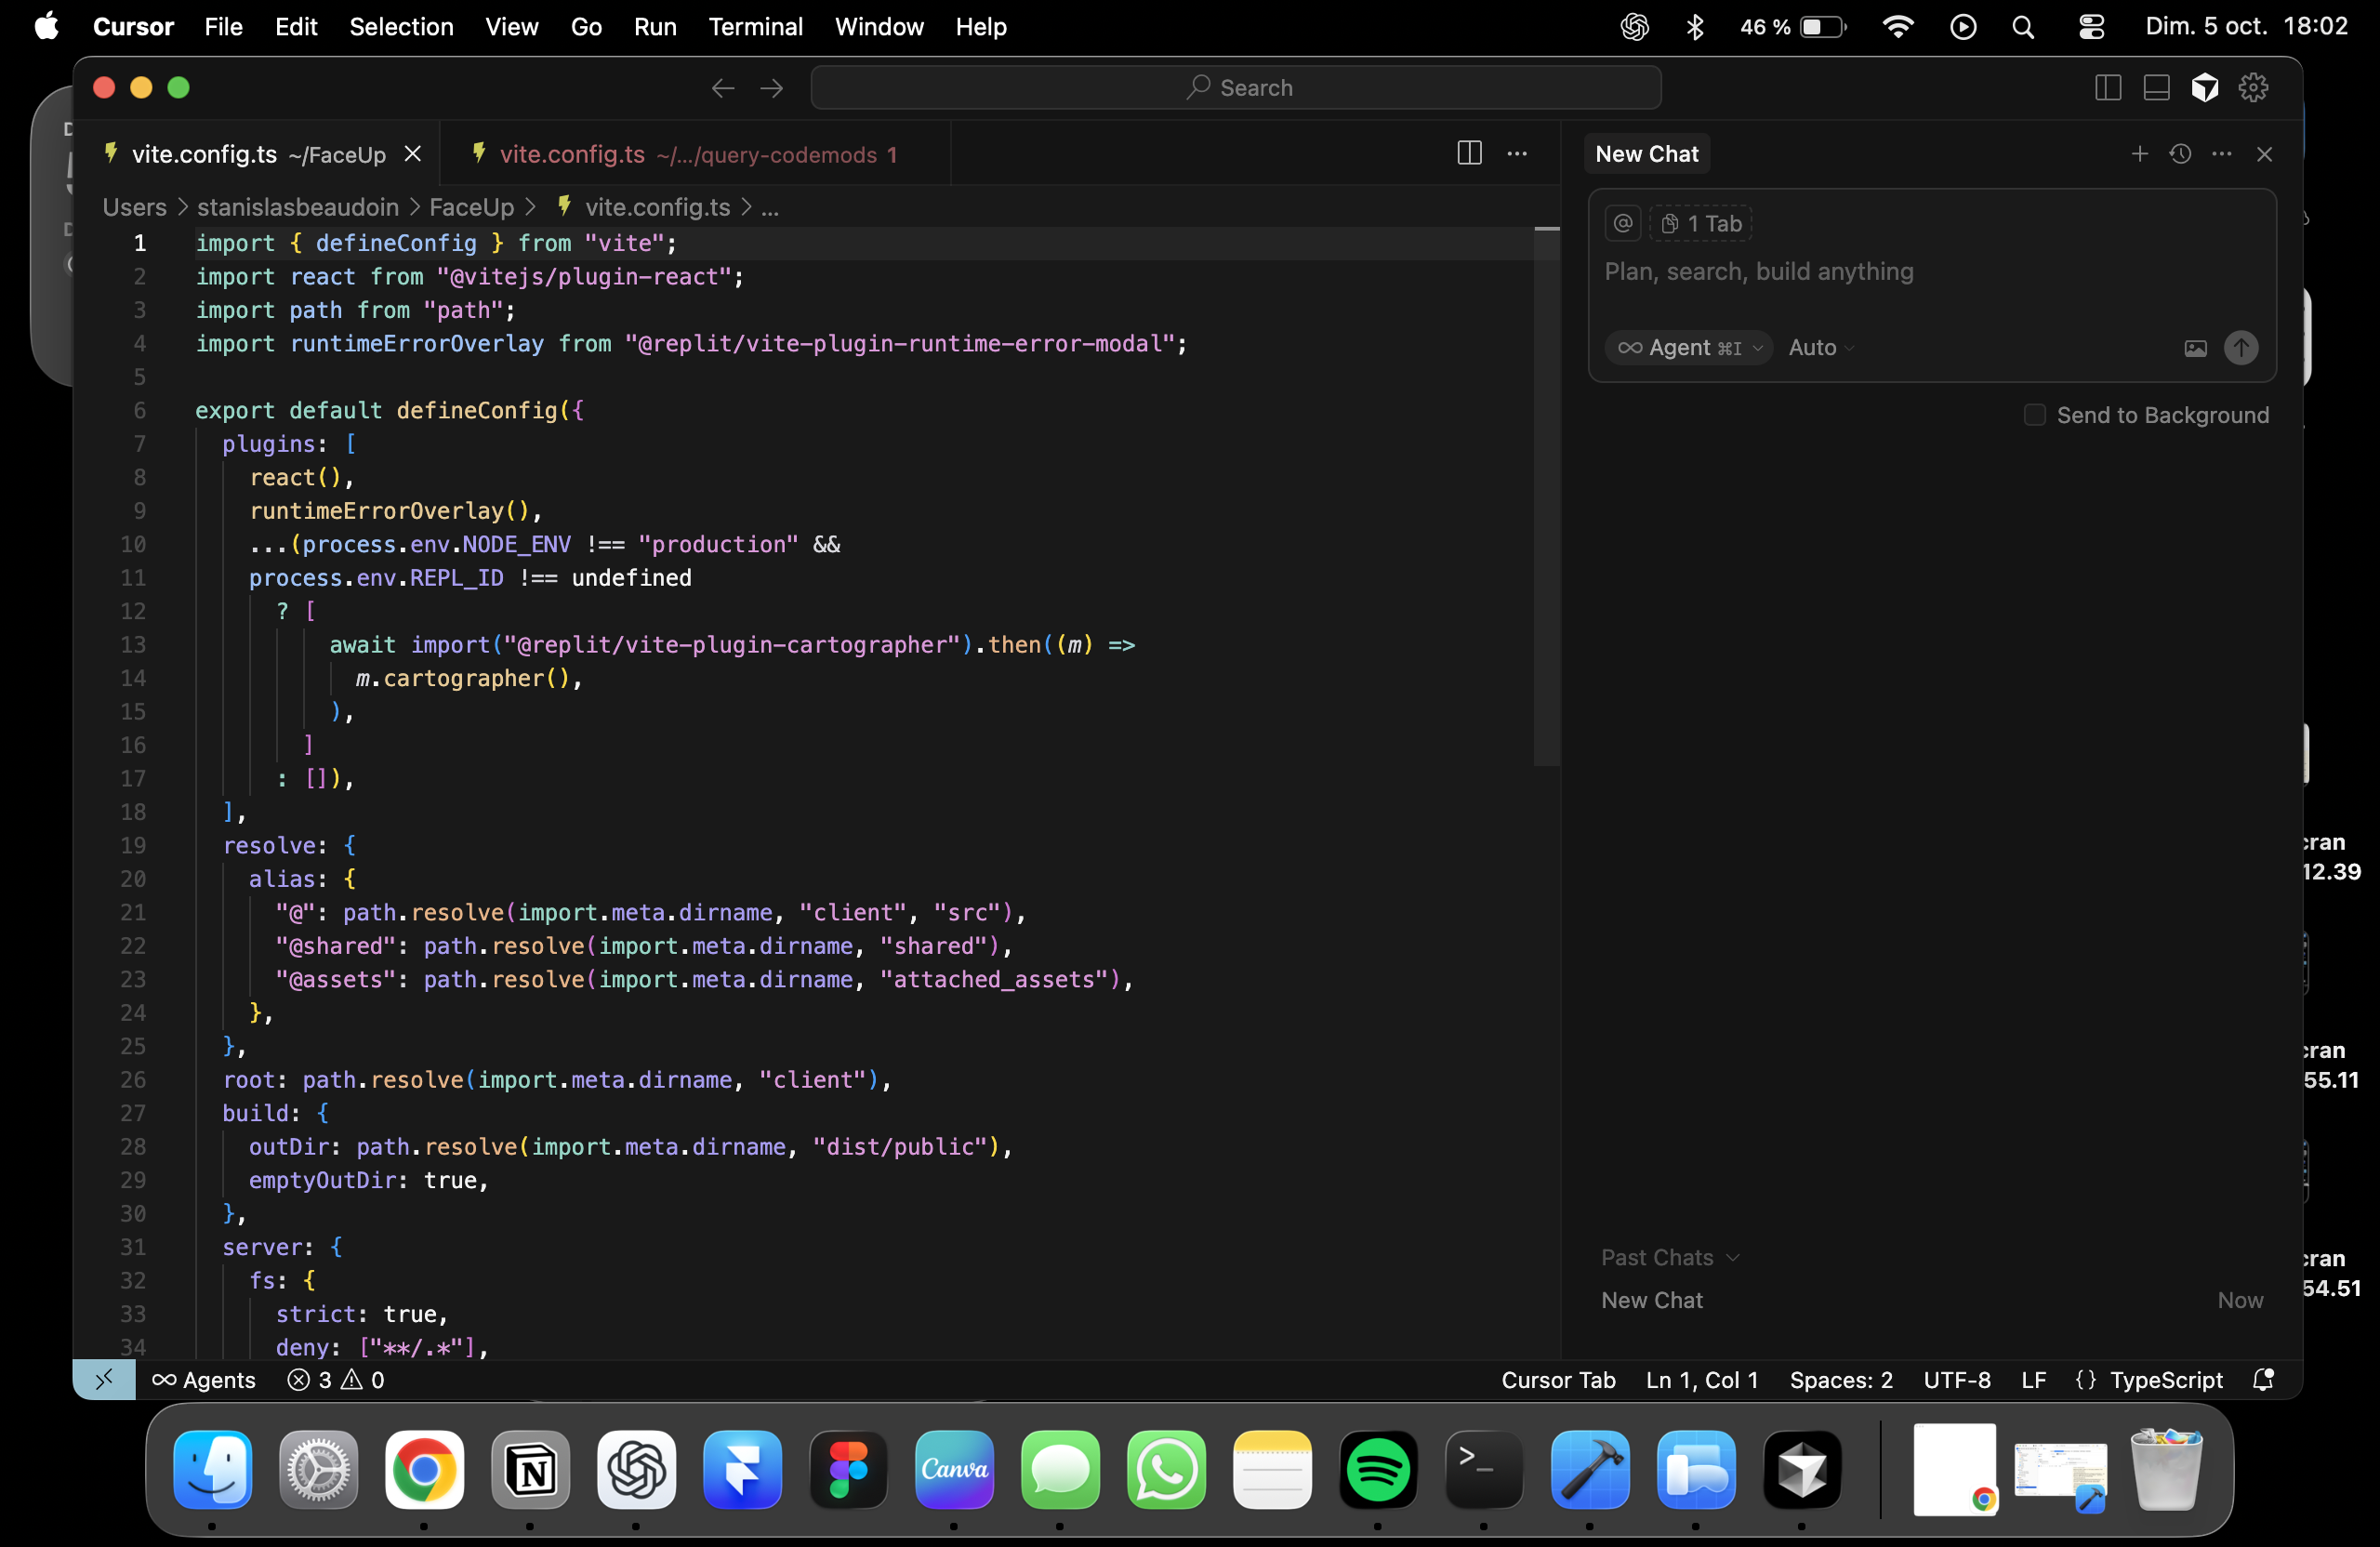 Cursor File Edit Selection View Go Run Terminal Window Help 46 % Dim. 5 oct. 18:02
Search
vite.config.ts ~/FaceUp vite.config.ts ~/.../query-codemods 1
Users > stanislasbeaudoin > FaceUp > vite.config.ts > ...
1 import { defineConfig } from "vite";
2 import react from "@vitejs/plugin-react";
3 import path from "path";
4 import runtimeErrorOverlay from "@replit/vite-plugin-runtime-error-modal";
5
6 export default defineConfig({
7 plugins: [
8 react(),
9 runtimeErrorOverlay(),
10 ...(process.env.NODE_ENV !== "production" &&
11 process.env.REPL_ID !== undefined
12 ? [
13 await import("@replit/vite-plugin-cartographer").then((m) =>
14 m.cartographer(),
15 ),
16 ]
17 : []),
18 ],
19 resolve: {
20 alias: {
21 "@": path.resolve(import.meta.dirname, "client", "src"),
22 "@shared": path.resolve(import.meta.dirname, "shared"),
23 "@assets": path.resolve(import.meta.dirname, "attached_assets"),
24 },
25 },
26 root: path.resolve(import.meta.dirname, "client"),
27 build: {
28 outDir: path.resolve(import.meta.dirname, "dist/public"),
29 emptyOutDir: true,
30 },
31 server: {
32 fs: {
33 strict: true,
34 deny: ["**/.*"],
New Chat
@ 1 Tab
Plan, search, build anything
Agent ⌘I Auto
Send to Background
Past Chats
New Chat Now
cran
12.39
cran
55.11
cran
54.51
Agents 3 0 Cursor Tab Ln 1, Col 1 Spaces: 2 UTF-8 LF {} TypeScript
Canva